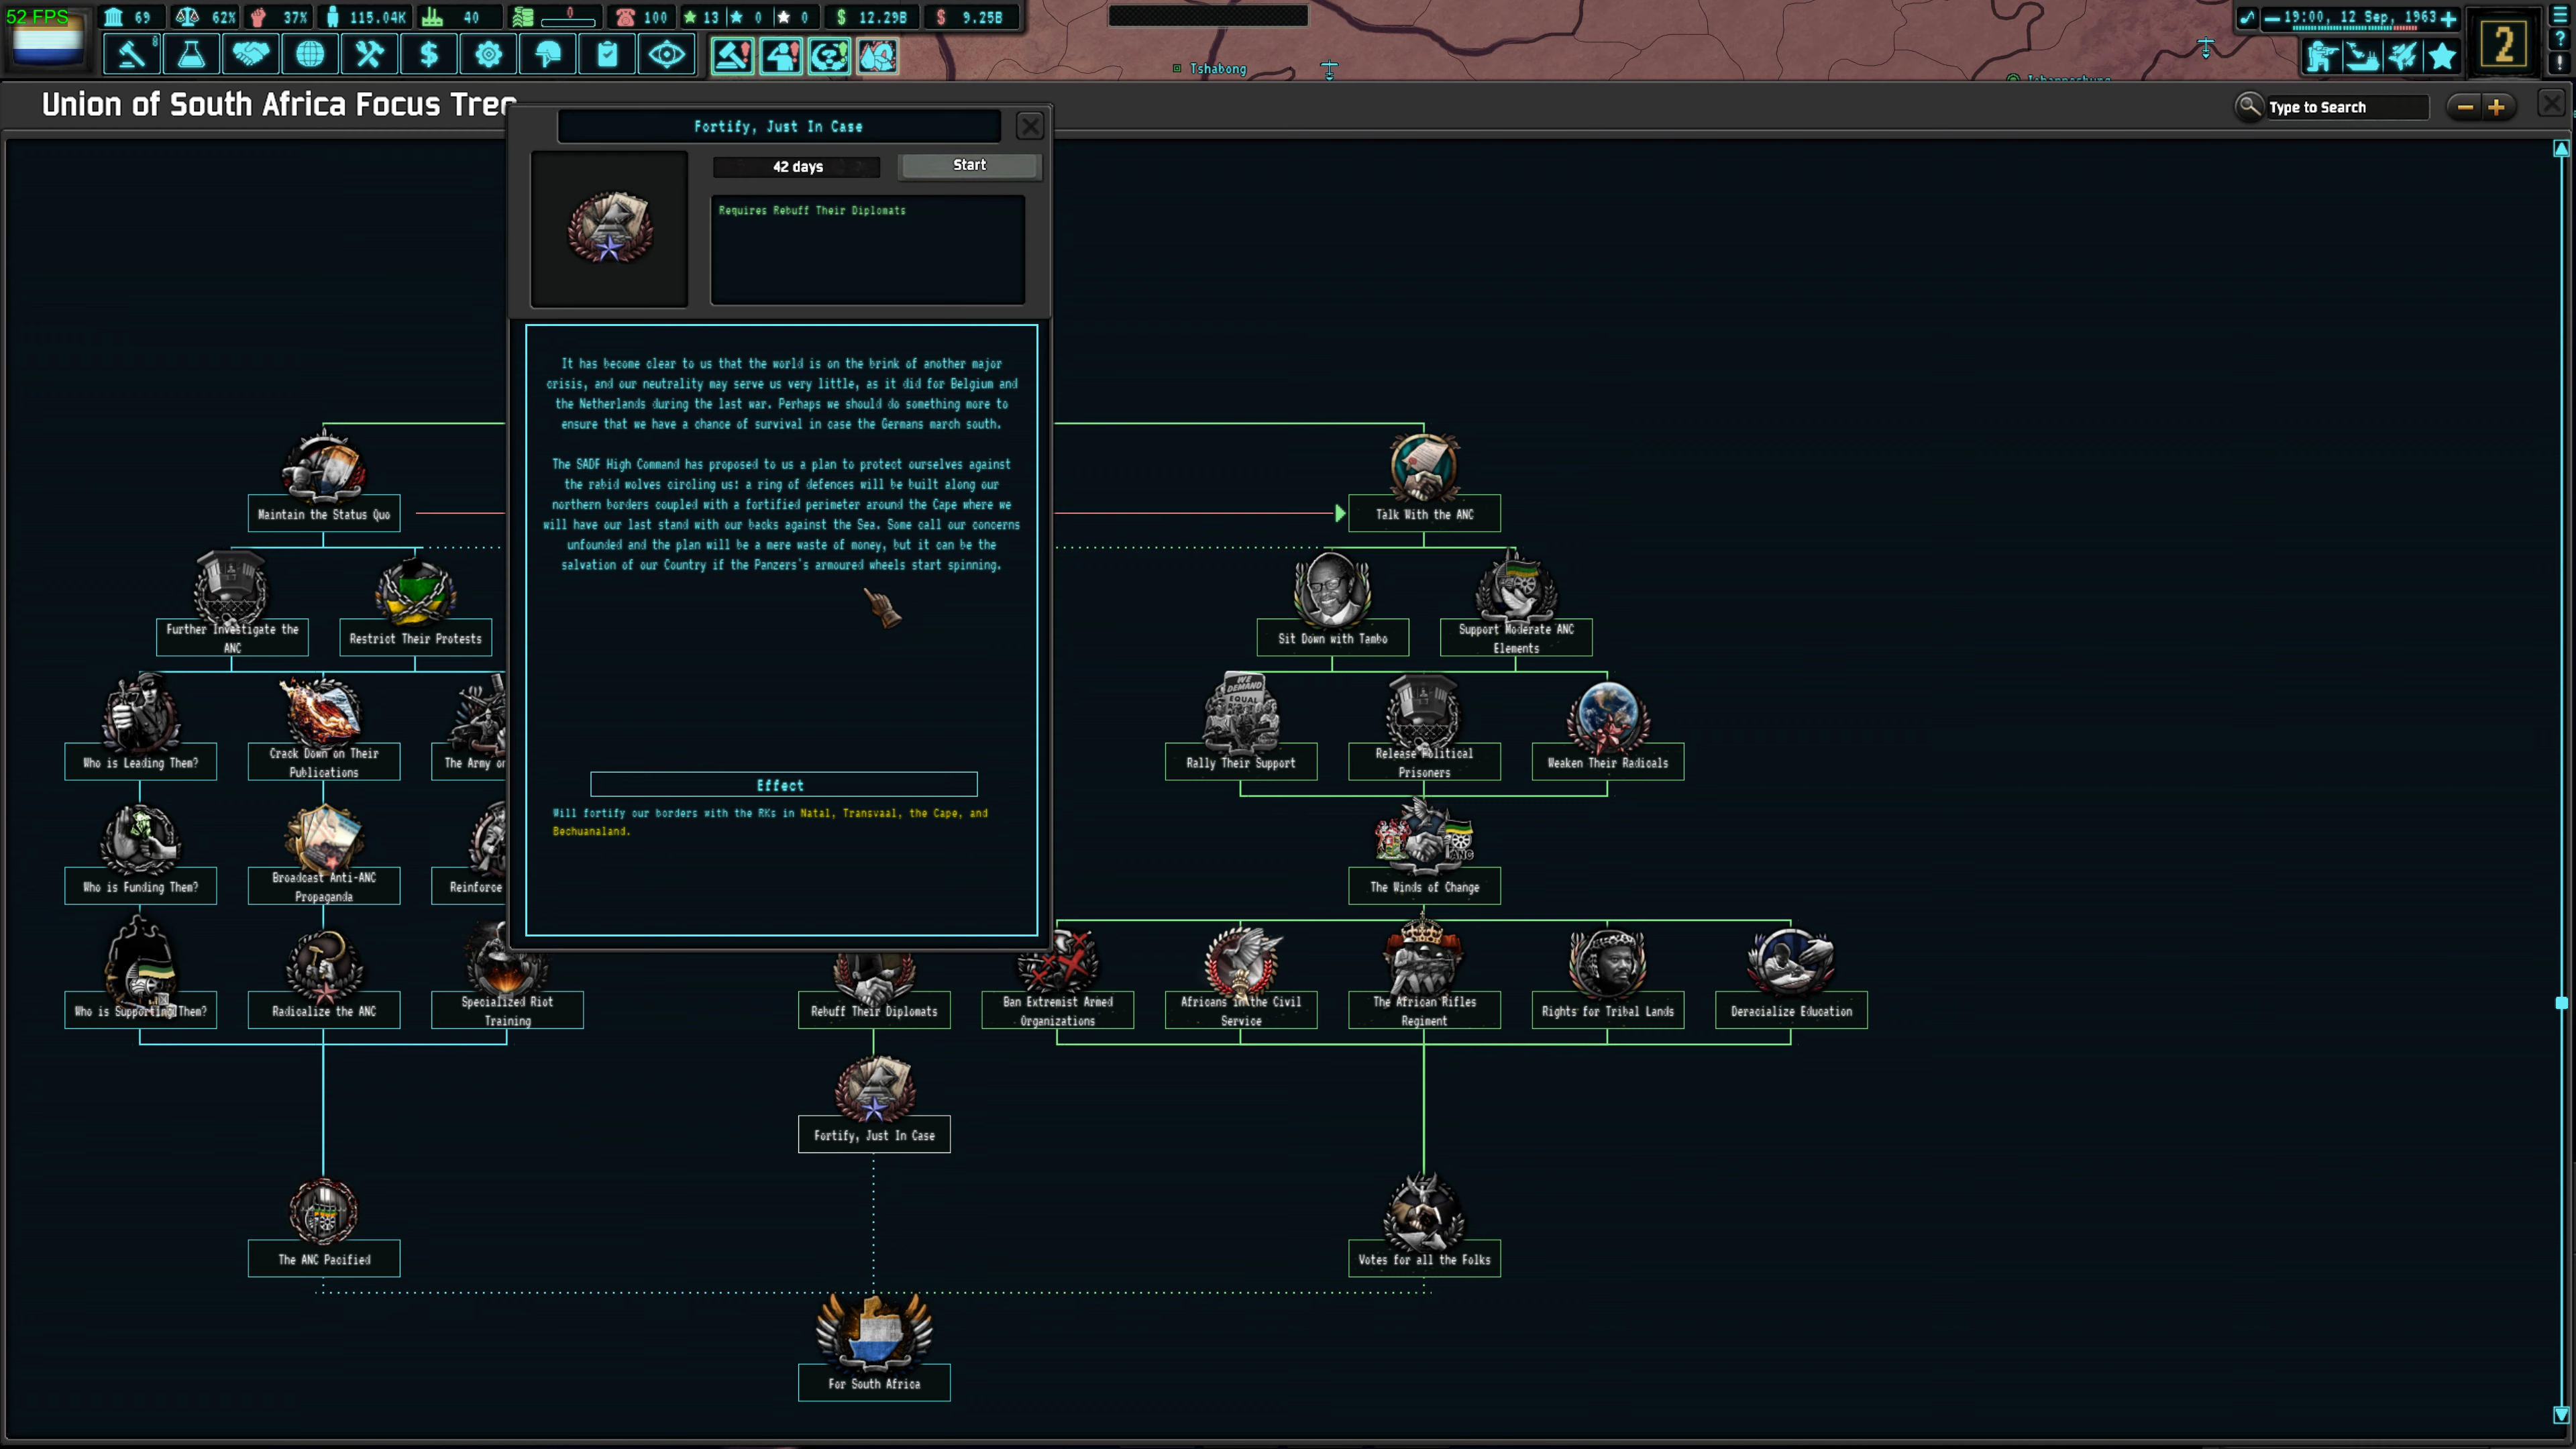 52 FPS
69
62%
37%
115.04K
40
0
100
13
0
0
12.29B
9.25B
19:00, 12 Sep, 1963
2
Tshabong
Union of South Africa Focus Tree
Type to Search
Fortify, Just In Case
42 days
Start
Requires Rebuff Their Diplomats
It has become clear to us that the world is on the brink of another major
crisis, and our neutrality may serve us very little, as it did for Belgium and
the Netherlands during the last war. Perhaps we should do something more to
ensure that we have a chance of survival in case the Germans march south.
The SADF High Command has proposed to us a plan to protect ourselves against
the rabid wolves circling us: a ring of defences will be built along our
northern borders coupled with a fortified perimeter around the Cape where we
will have our last stand with our backs against the Sea. Some call our concerns
unfounded and the plan will be a mere waste of money, but it can be the
salvation of our Country if the Panzers's armoured wheels start spinning.
Effect
Will fortify our borders with the RKs in Natal, Transvaal, the Cape, and
Bechuanaland.
Maintain the Status Quo
Talk With the ANC
Further Investigate the
ANC
Restrict Their Protests
Sit Down with Tambo
Support Moderate ANC
Elements
WE
DEMAND
EQUAL
Who is Leading Them?
Crack Down on Their
Publications
The Army on
Rally Their Support
Release Political
Prisoners
Weaken Their Radicals
ANC
Who is Funding Them?
Broadcast Anti-ANC
Propaganda
Reinforce
The Winds of Change
Who is Supporting Them?
Radicalize the ANC
Specialized Riot
Training
Rebuff Their Diplomats
Ban Extremist Armed
Organizations
Africans in the Civil
Service
The African Rifles
Regiment
Rights for Tribal Lands
Deracialize Education
Fortify, Just In Case
The ANC Pacified
Votes for all the Folks
For South Africa